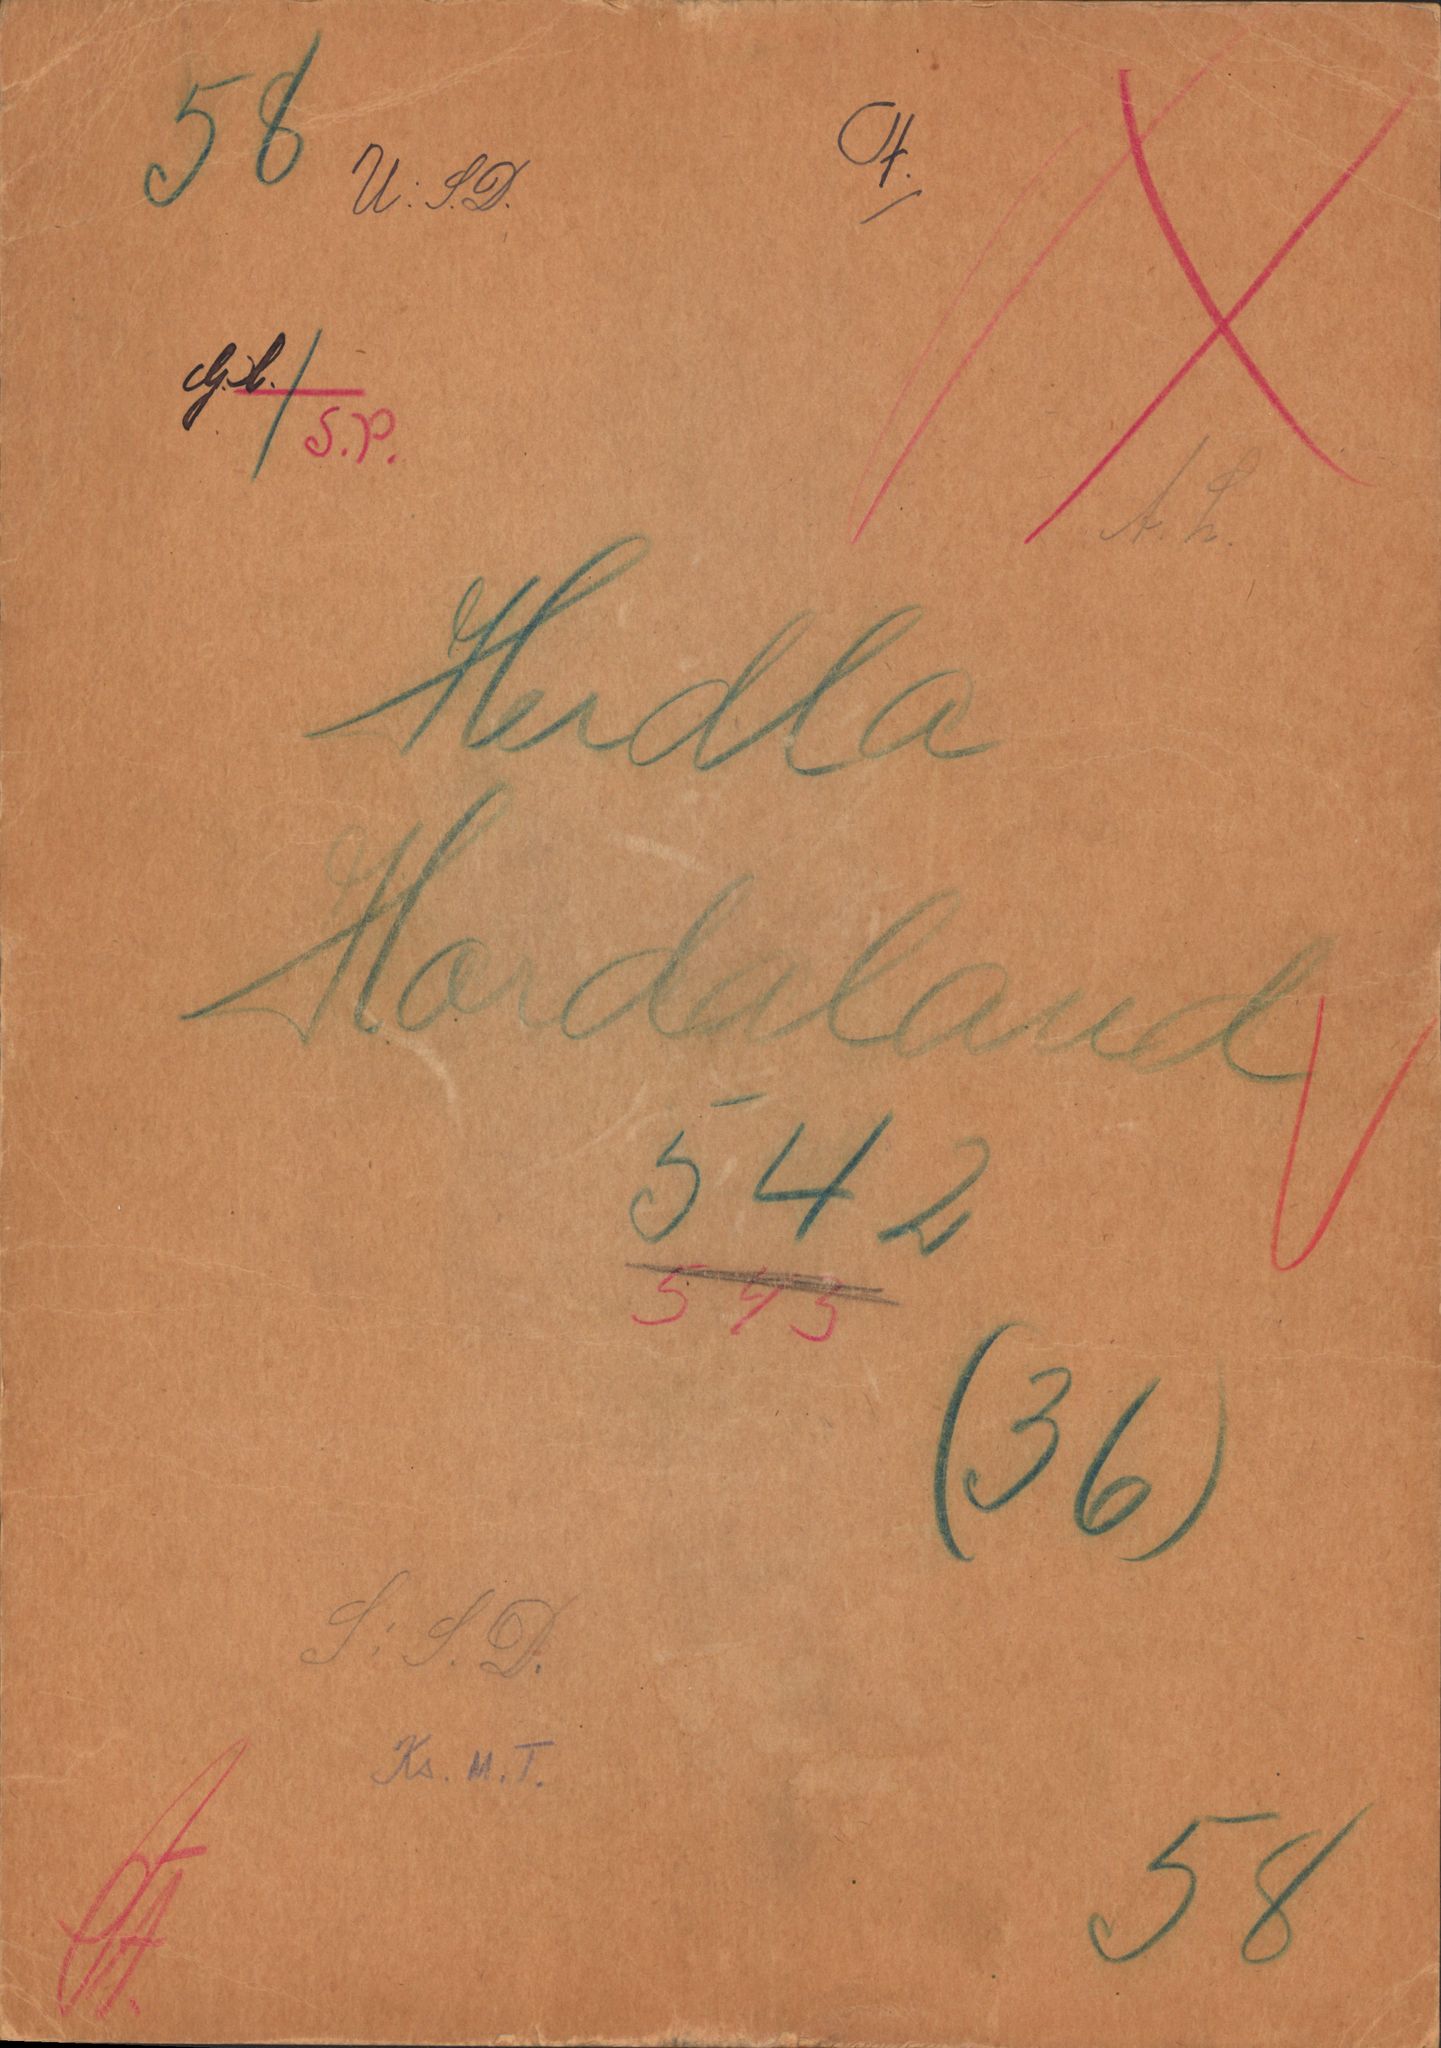 58
U: S.D.
S.P.
A. L.
Herdla
Hordaland
542
543
(36)
S: S.D.
Ks. M.T.
58